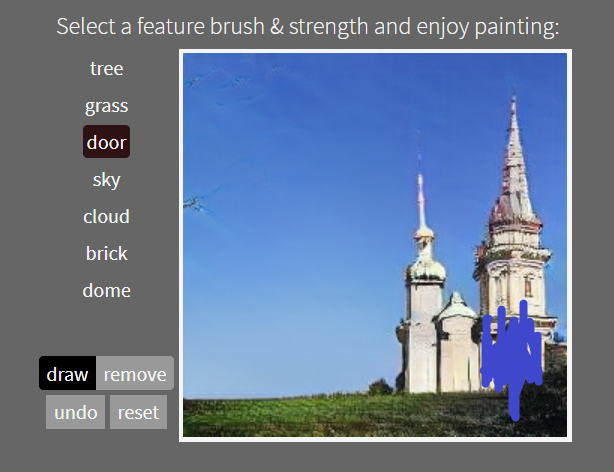 Select a feature brush & strength and enjoy painting:
tree
grass
door
sky
cloud
brick
dome
draw remove
undo reset